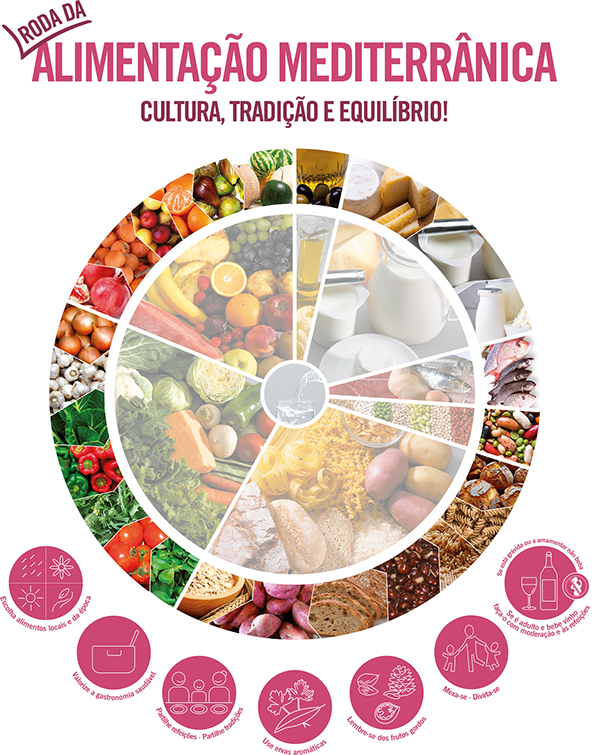 RODA DA
ALIMENTAÇÃO MEDITERRÂNICA
CULTURA, TRADIÇÃO E EQUILÍBRIO!
Escolha alimentos locais e da época
Valorize a gastronomia saudável
Partilhe refeições - Partilhe tradições
Use ervas aromáticas
Lembre-se dos frutos gordos
Mexa-se - Divirta-se
Se está grávida ou a amamentar não beba
Se é adulto e bebe vinho
faça-o com moderação e às refeições